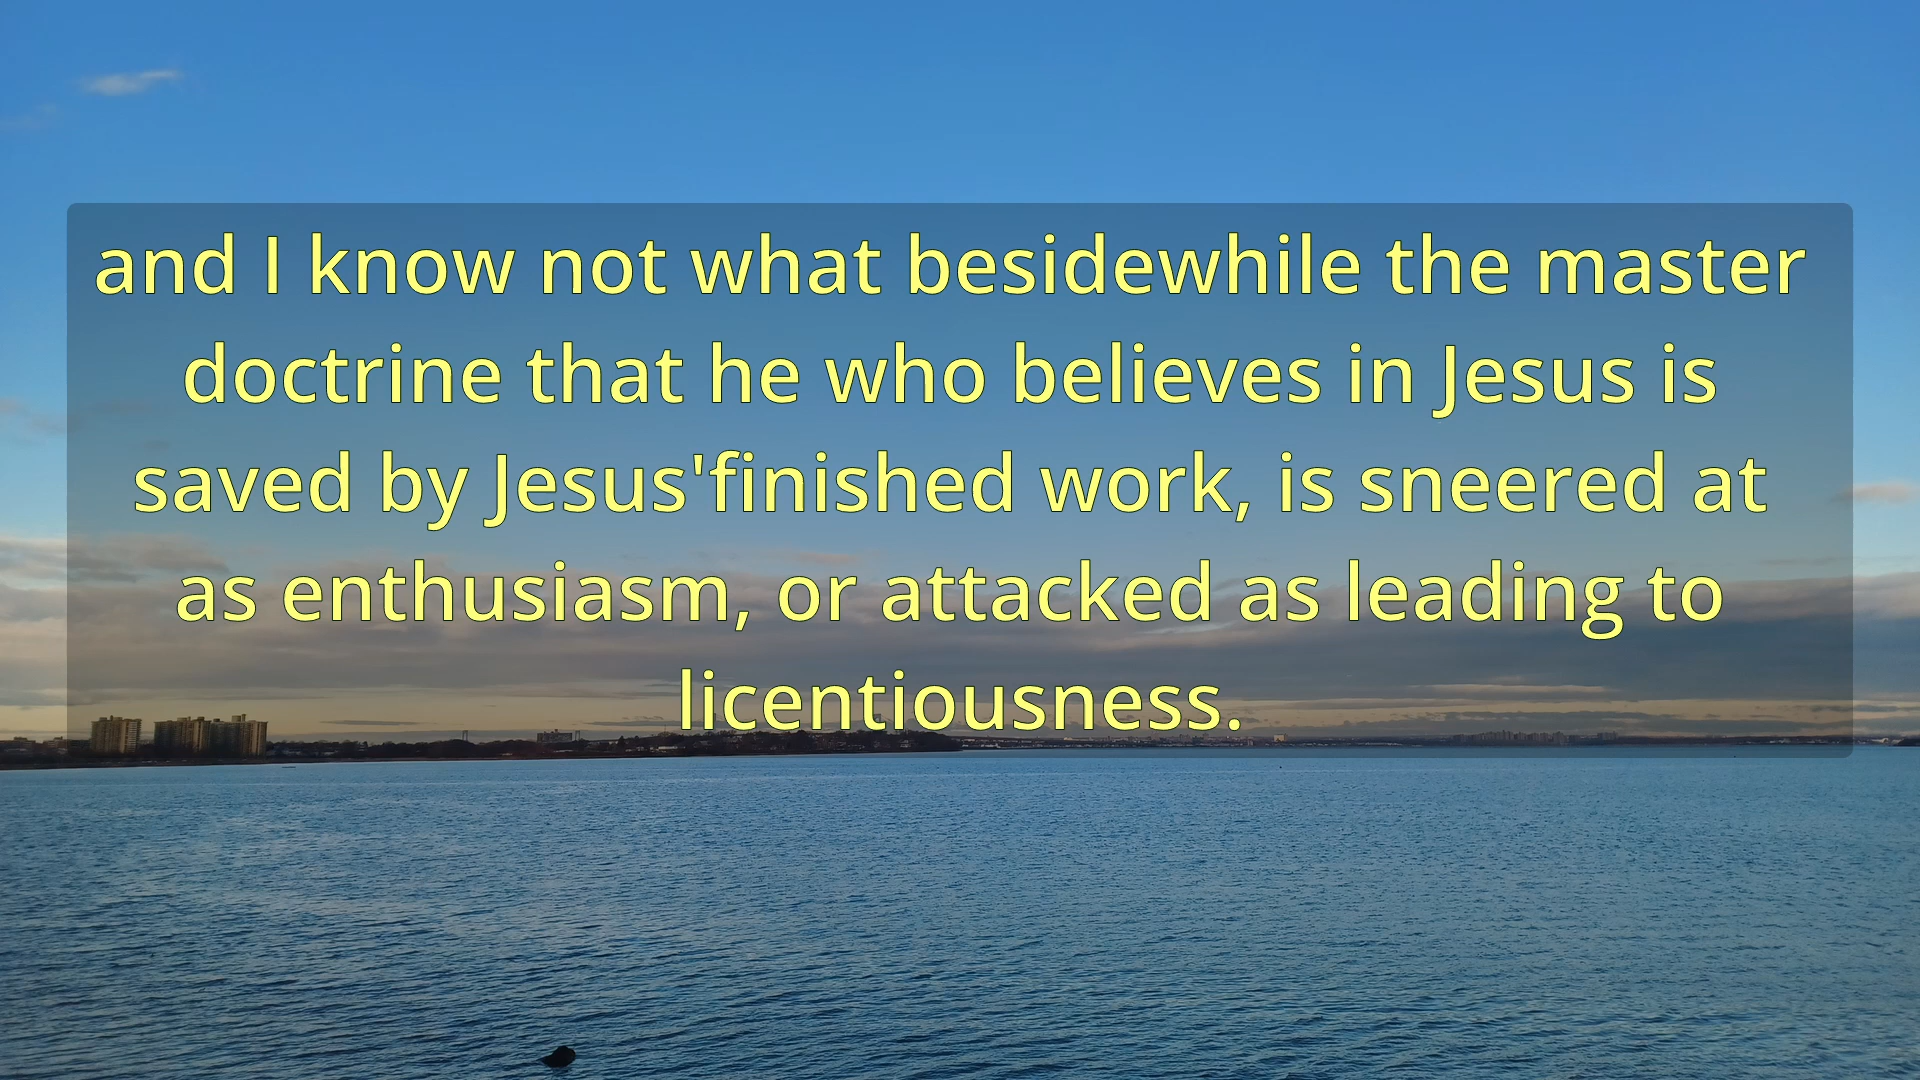 and I know not what besidewhile the master
doctrine that he who believes in Jesus is
saved by Jesus'finished work, is sneered at
as enthusiasm, or attacked as leading to
licentiousness.